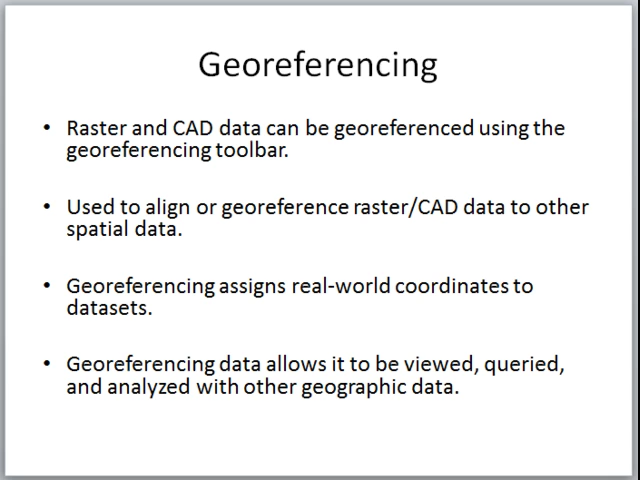 Georeferencing
• Raster and CAD data can be georeferenced using the
georeferencing toolbar.
• Used to align or georeference raster/CAD data to other
spatial data.
• Georeferencing assigns real-world coordinates to
datasets.
• Georeferencing data allows it to be viewed, queried,
and analyzed with other geographic data.